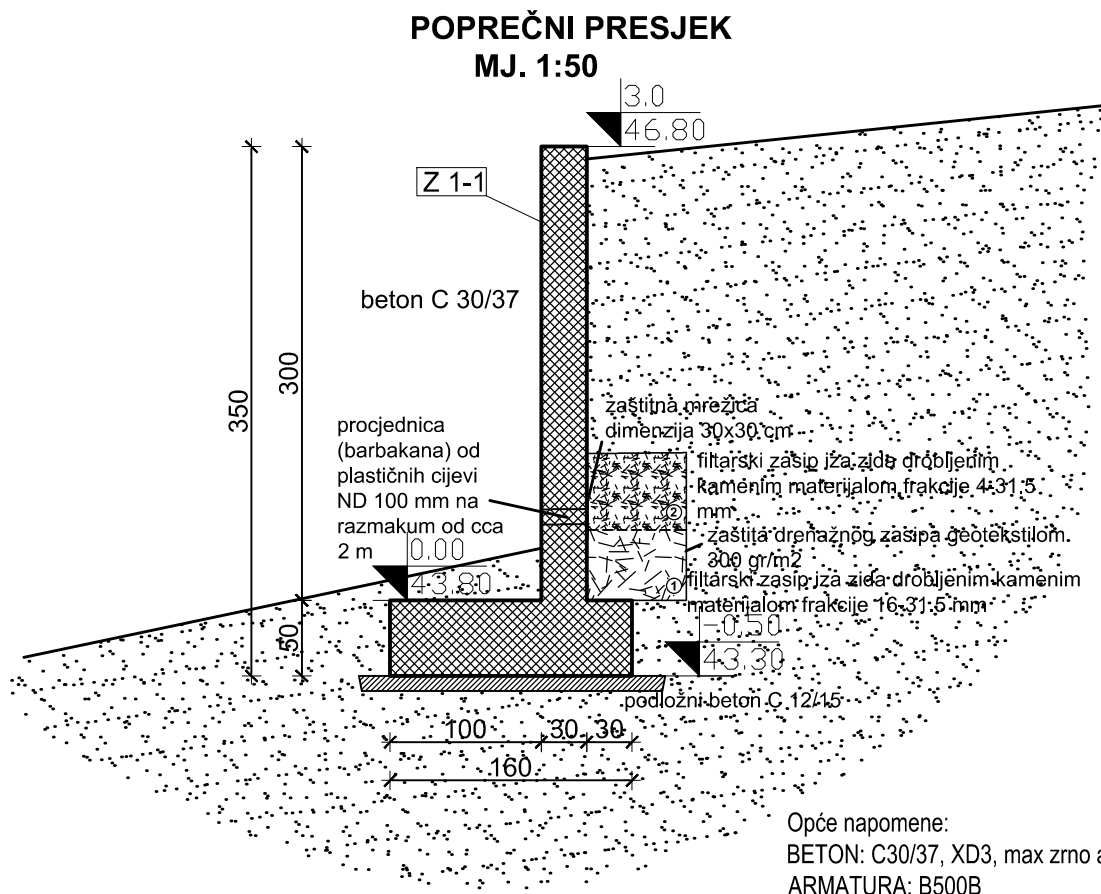 POPREČNI PRESJEK
MJ. 1:50
3.0
46.80
Z 1-1
beton C 30/37
350
300
50
procjednica
(barbakana) od
plastičnih cijevi
ND 100 mm na
razmakum od cca
2 m
0.00
43.80
zaštitna mrežica
dimenzija 30x30 cm
filtarski zasip iza zida drobljenim
kamenim materijalom frakcije 4-31.5
mm
2
zaštita drenažnog zasipa geotekstilom
300 gr/m2
1
filtarski zasip iza zida drobljenim kamenim
materijalom frakcije 16-31.5 mm
-0.50
43.30
podložni beton C 12/15
100 30 30
160
Opće napomene:
BETON: C30/37, XD3, max zrno a
ARMATURA: B500B